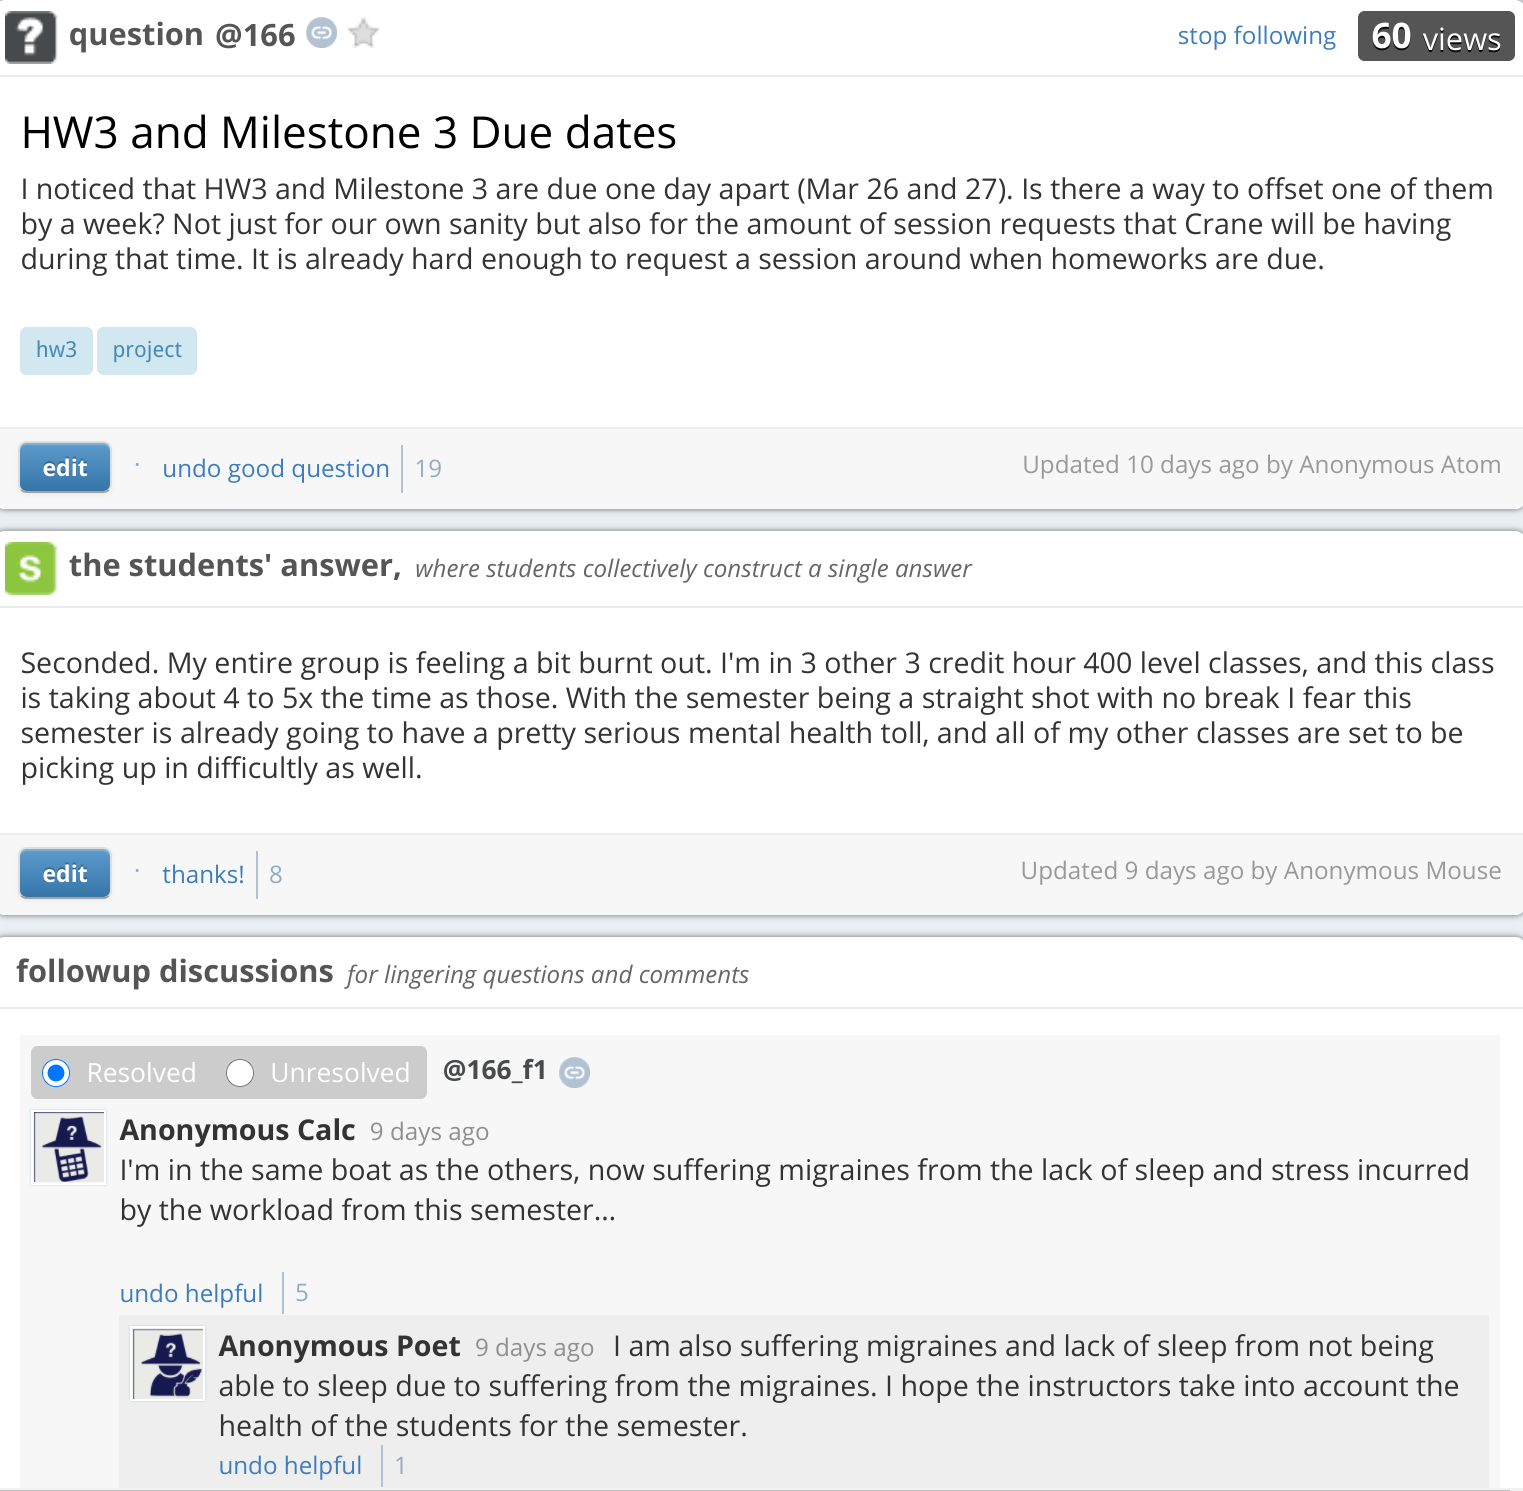 ? question @166 stop following 60 views
HW3 and Milestone 3 Due dates
I noticed that HW3 and Milestone 3 are due one day apart (Mar 26 and 27). Is there a way to offset one of them
by a week? Not just for our own sanity but also for the amount of session requests that Crane will be having
during that time. It is already hard enough to request a session around when homeworks are due.
hw3 project
edit · undo good question 19 Updated 10 days ago by Anonymous Atom
S the students' answer, where students collectively construct a single answer
Seconded. My entire group is feeling a bit burnt out. I'm in 3 other 3 credit hour 400 level classes, and this class
is taking about 4 to 5x the time as those. With the semester being a straight shot with no break I fear this
semester is already going to have a pretty serious mental health toll, and all of my other classes are set to be
picking up in difficultly as well.
edit · thanks! 8 Updated 9 days ago by Anonymous Mouse
followup discussions for lingering questions and comments
Resolved Unresolved @166_f1
Anonymous Calc 9 days ago
I'm in the same boat as the others, now suffering migraines from the lack of sleep and stress incurred
by the workload from this semester...
undo helpful 5
Anonymous Poet 9 days ago I am also suffering migraines and lack of sleep from not being
able to sleep due to suffering from the migraines. I hope the instructors take into account the
health of the students for the semester.
undo helpful 1